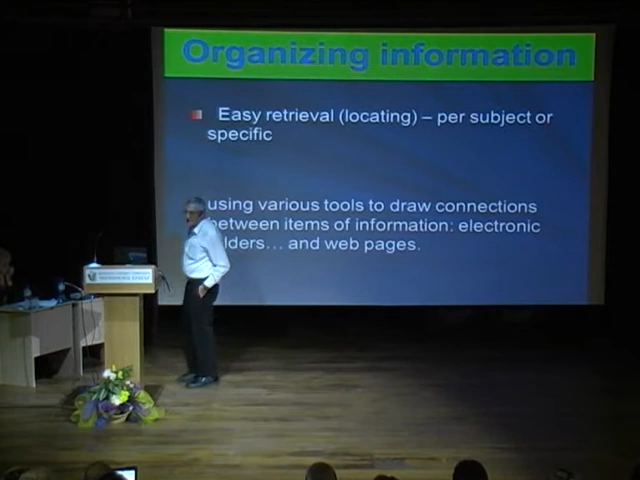 Organizing information
Easy retrieval (locating) – per subject or
specific
using various tools to draw connections
between items of information: electronic
lders… and web pages.